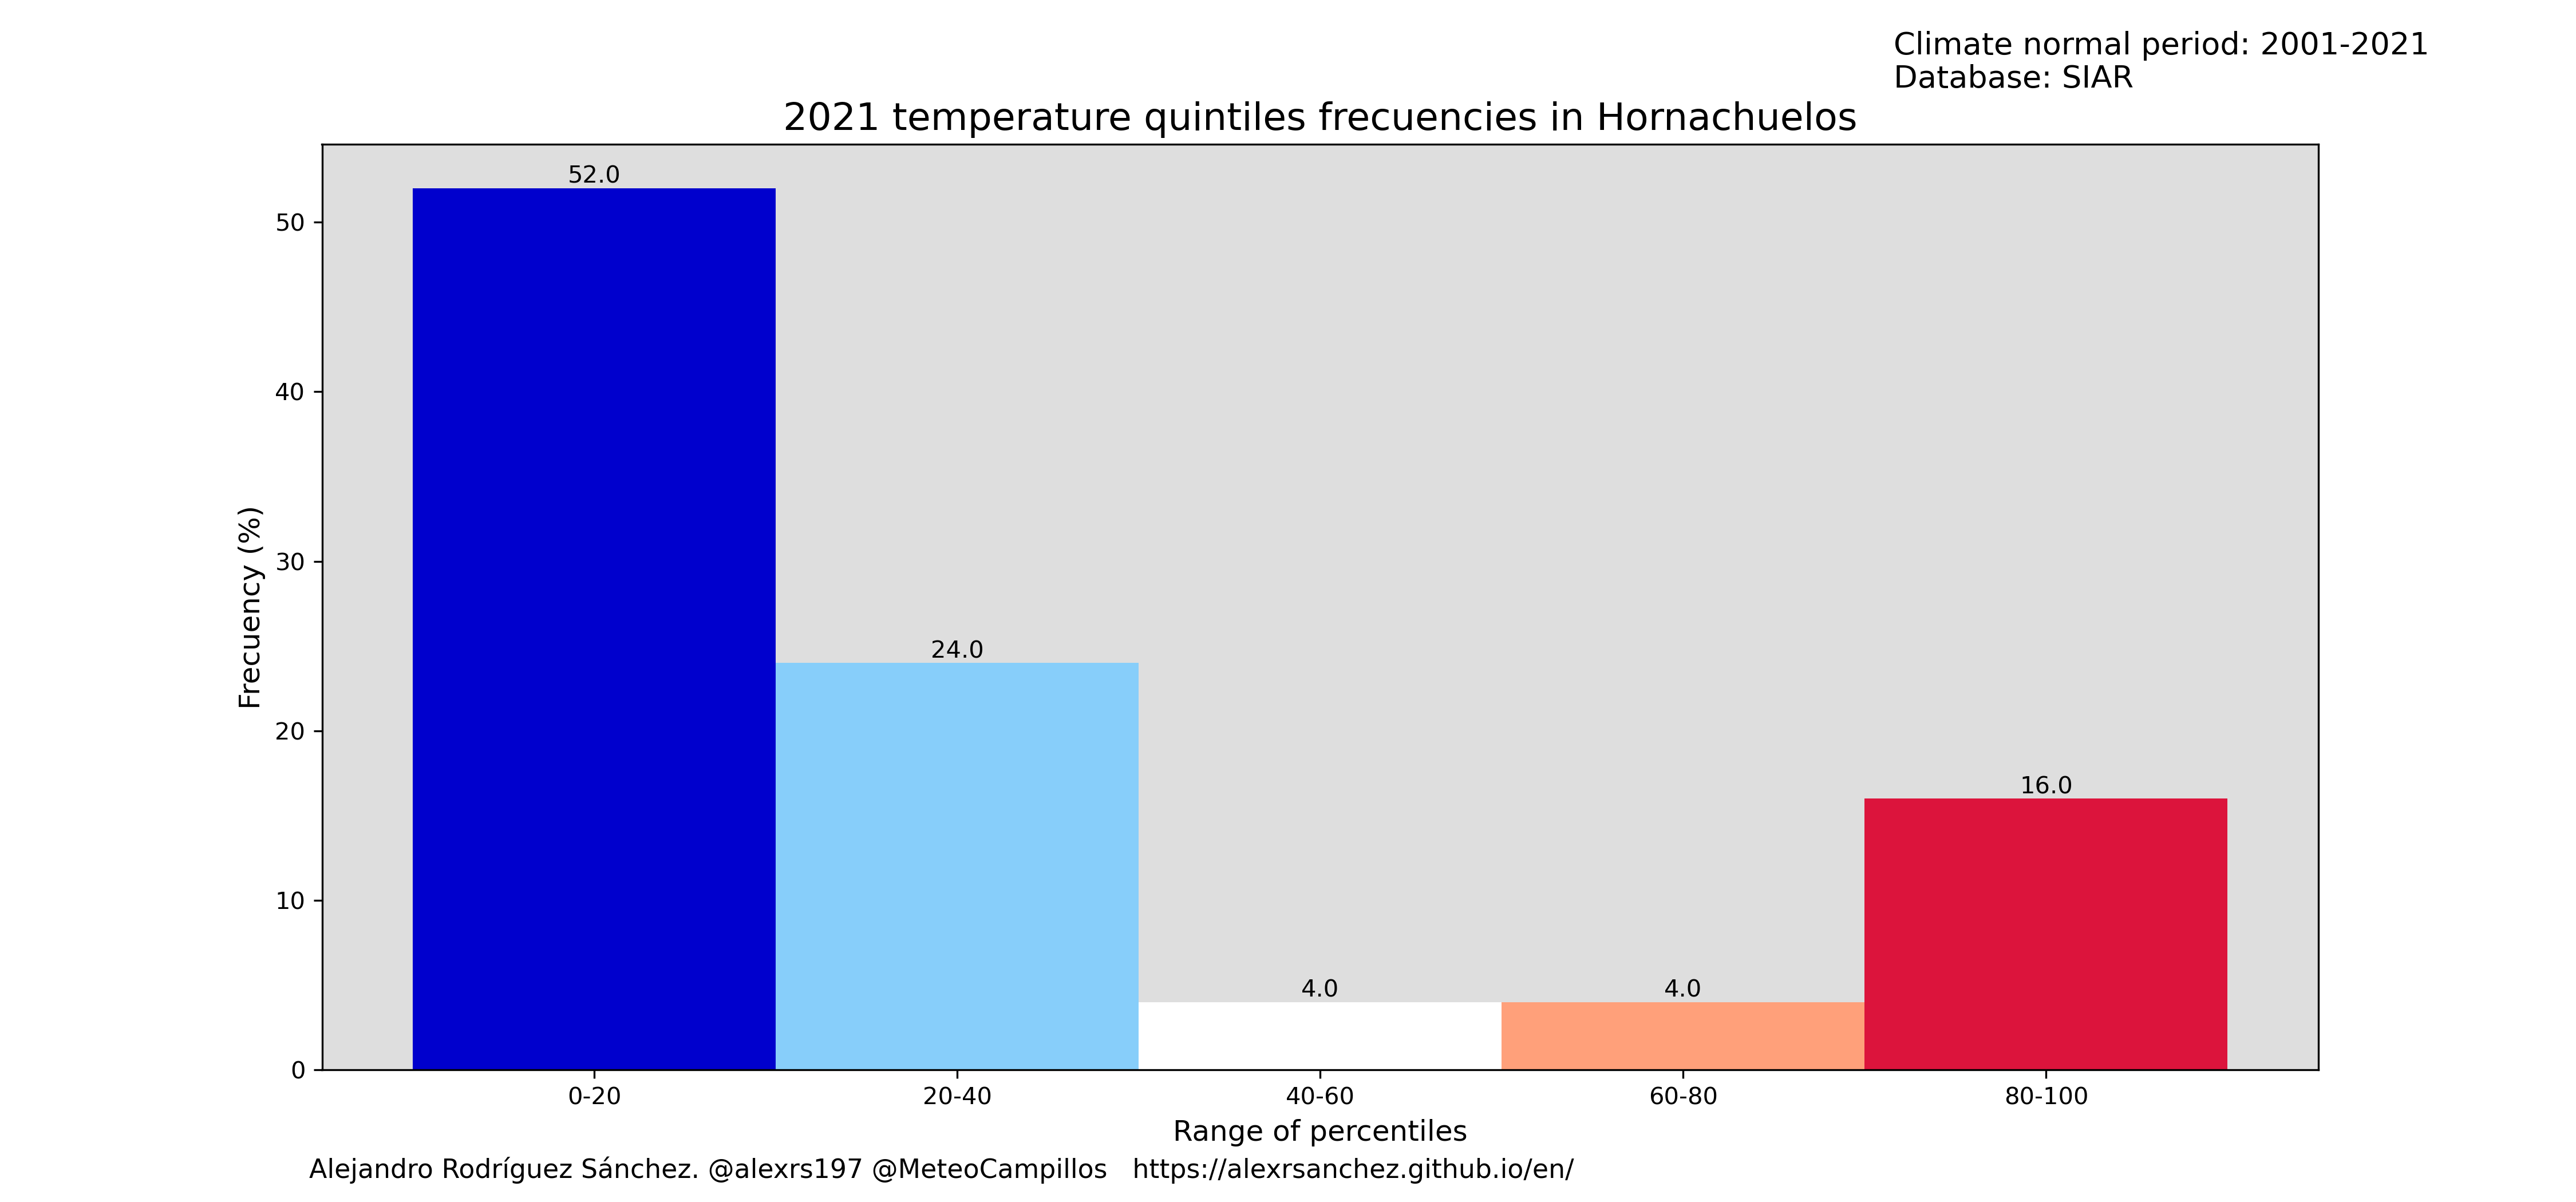 Climate normal period: 2001-2021
Database: SIAR
2021 temperature quintiles frecuencies in Hornachuelos
52.0
50
40
30
24.0
20
16.0
10
4.0
4.0
0
Frecuency (%)
0-20
20-40
40-60
60-80
80-100
Range of percentiles
Alejandro Rodríguez Sánchez. @alexrs197 @MeteoCampillos   https://alexrsanchez.github.io/en/